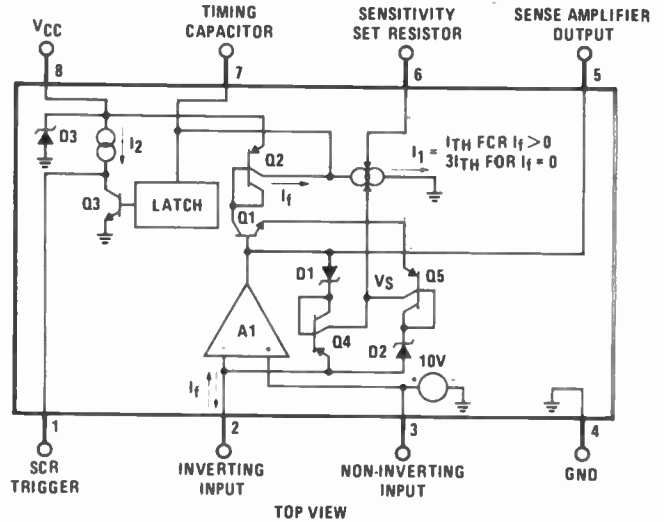 TIMING
CAPACITOR
SENSITIVITY
SET RESISTOR
SENSE AMPLIFIER
OUTPUT
VCC
8
7
6
5
D3
I2
Q2
I1 = ITH FCR If > 0
3ITH FOR If = 0
If
Q3
LATCH
Q1
D1
VS
Q5
A1
Q4
D2
10V
If
1
2
3
4
SCR
TRIGGER
INVERTING
INPUT
NON-INVERTING
INPUT
GND
TOP VIEW